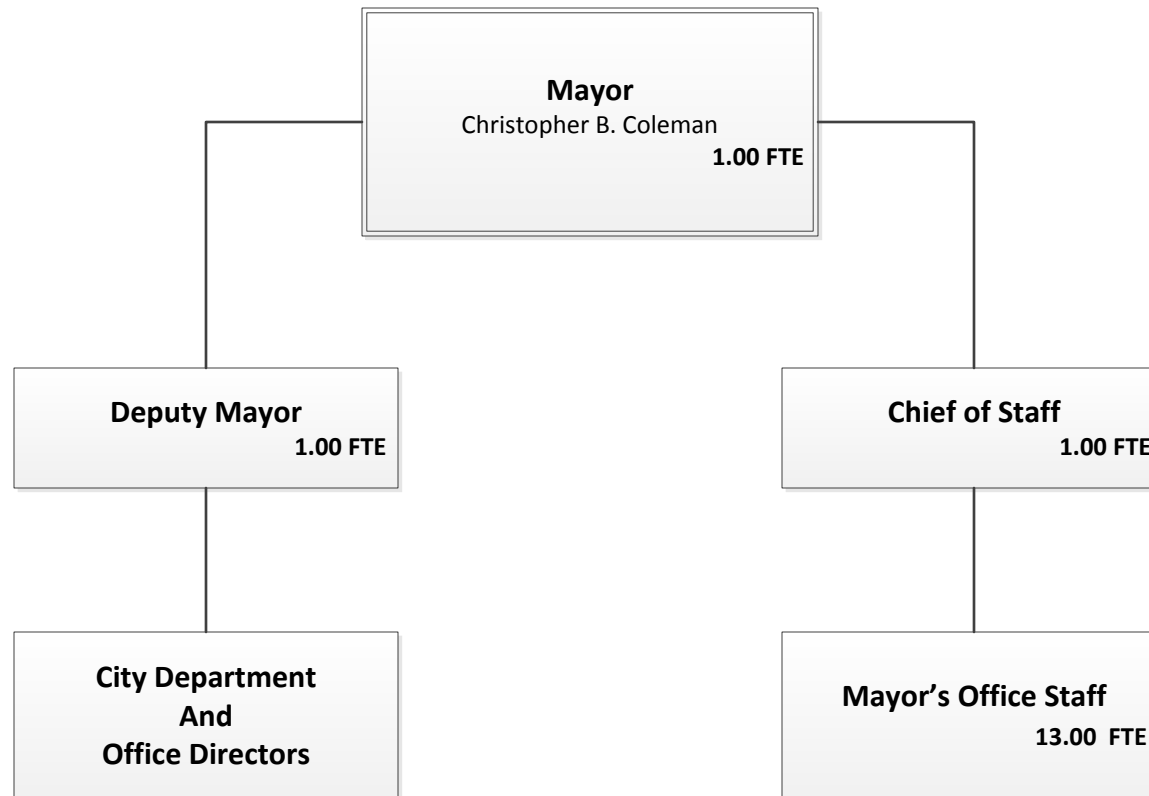 Mayor
Christopher B. Coleman
1.00 FTE
Deputy Mayor
1.00 FTE
Chief of Staff
1.00 FTE
City Department
And
Office Directors
Mayor’s Office Staff
13.00 FTE